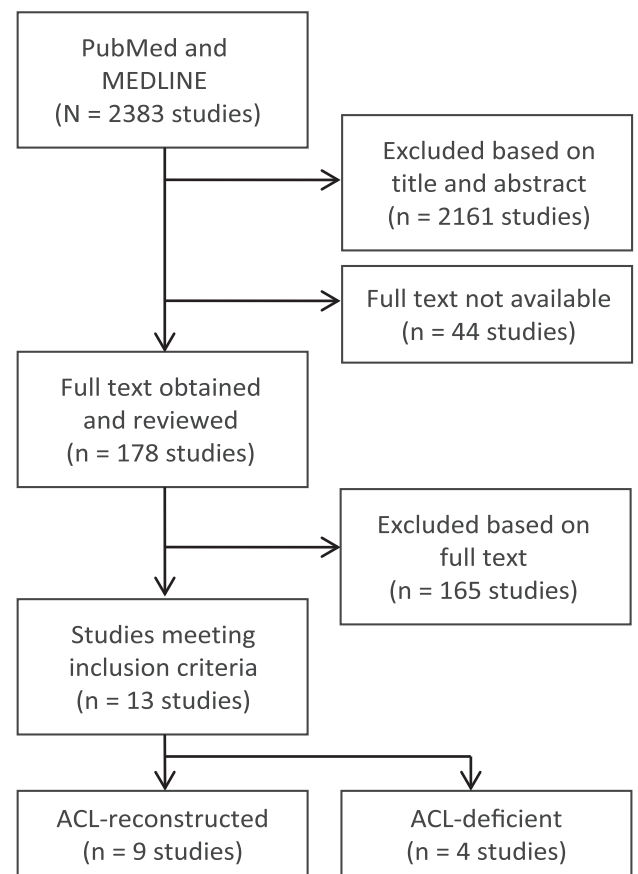 PubMed and
MEDLINE
(N = 2383 studies)
Excluded based on
title and abstract
(n = 2161 studies)
Full text not available
(n = 44 studies)
Full text obtained
and reviewed
(n = 178 studies)
Excluded based on
full text
(n = 165 studies)
Studies meeting
inclusion criteria
(n = 13 studies)
ACL-reconstructed
(n = 9 studies)
ACL-deficient
(n = 4 studies)